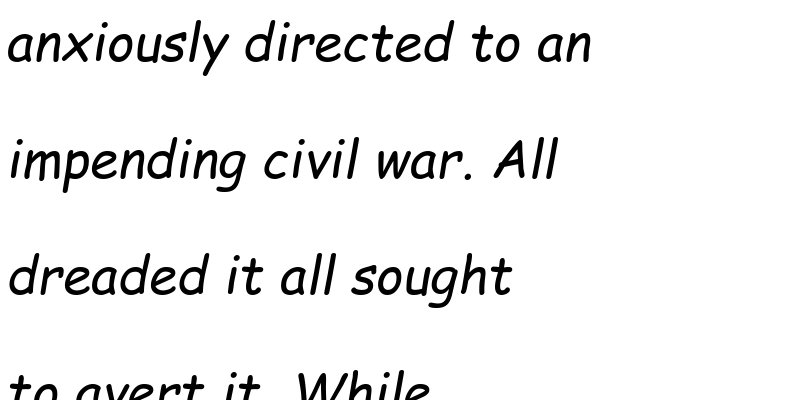 anxiously directed to an
impending civil war. All
dreaded it all sought
to avert it. While